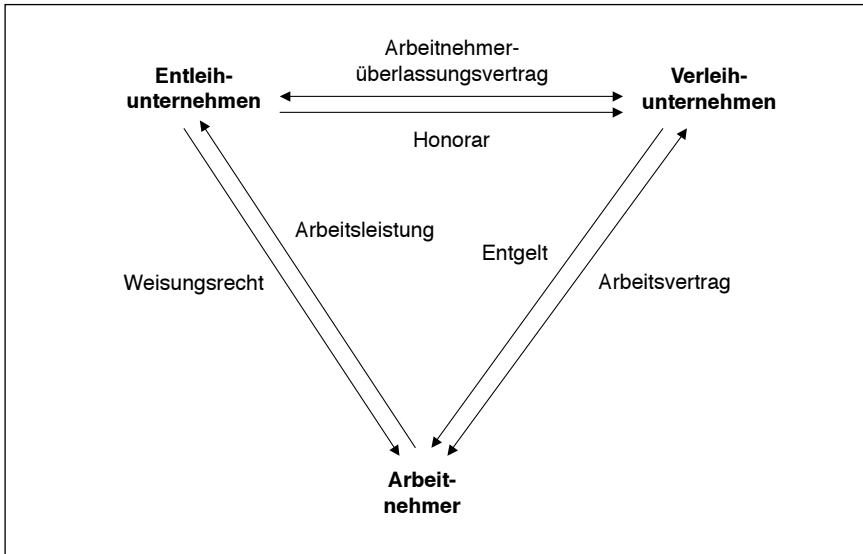 Entleih-
unternehmen
Arbeitnehmer-
überlassungsvertrag
Verleih-
unternehmen
Honorar
Arbeitsleistung
Weisungsrecht
Entgelt
Arbeitsvertrag
Arbeit-
nehmer